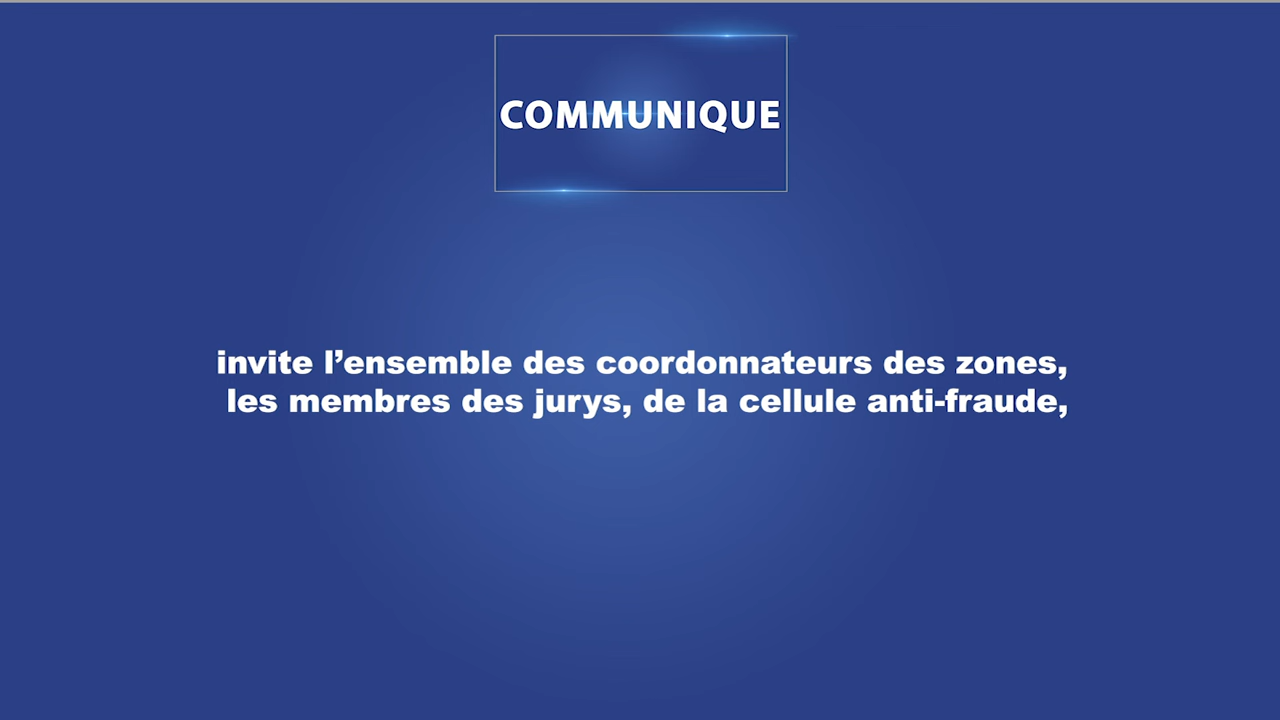 COMMUNIQUE
invite l’ensemble des coordonnateurs des zones,
les membres des jurys, de la cellule anti-fraude,